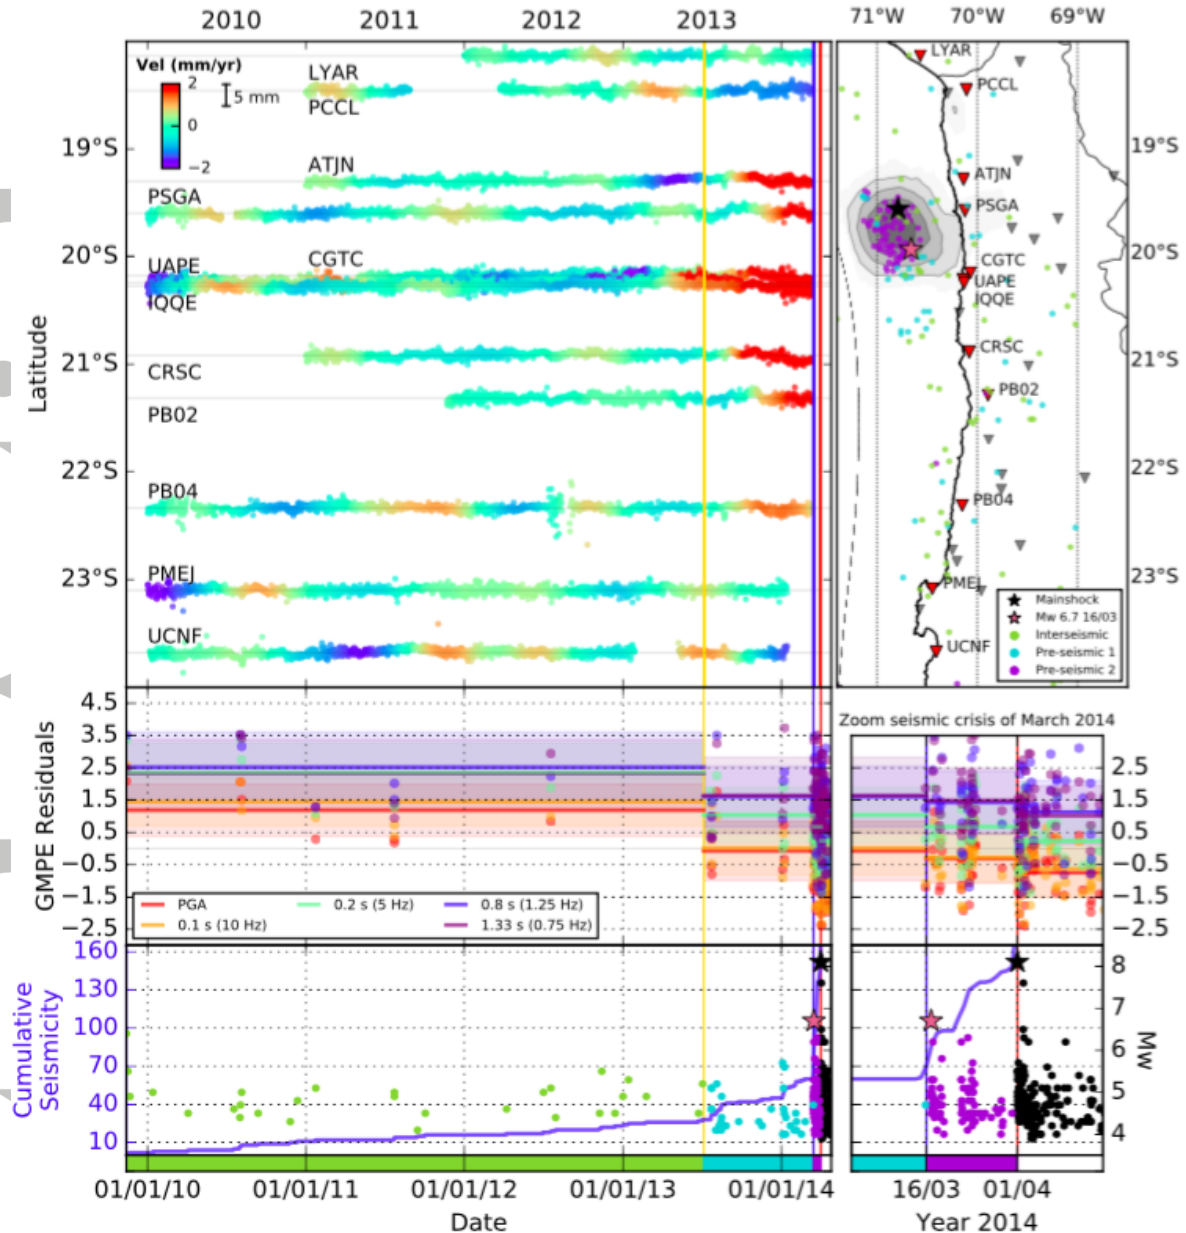 2010 2011 2012 2013
71°W 70°W 69°W
Vel (mm/yr)
2
0
−2
5 mm
LYAR
PCCL
ATJN
PSGA
UAPE
CGTC
IQQE
CRSC
PB02
PB04
PMEJ
UCNF
Latitude
19°S
20°S
21°S
22°S
23°S
LYAR
PCCL
ATJN
PSGA
CGTC
UAPE
IQQE
CRSC
PB02
PB04
PMEJ
UCNF
19°S
20°S
21°S
22°S
23°S
Mainshock
Mw 6.7 16/03
Interseismic
Pre-seismic 1
Pre-seismic 2
GMPE Residuals
4.5
3.5
2.5
1.5
0.5
−0.5
−1.5
−2.5
PGA
0.1 s (10 Hz)
0.2 s (5 Hz)
0.8 s (1.25 Hz)
1.33 s (0.75 Hz)
Zoom seismic crisis of March 2014
2.5
1.5
0.5
−0.5
−1.5
−2.5
Cumulative
Seismicity
160
130
100
70
40
10
8
7
6
5
4
Mw
01/01/10 01/01/11 01/01/12 01/01/13 01/01/14
Date
16/03 01/04
Year 2014